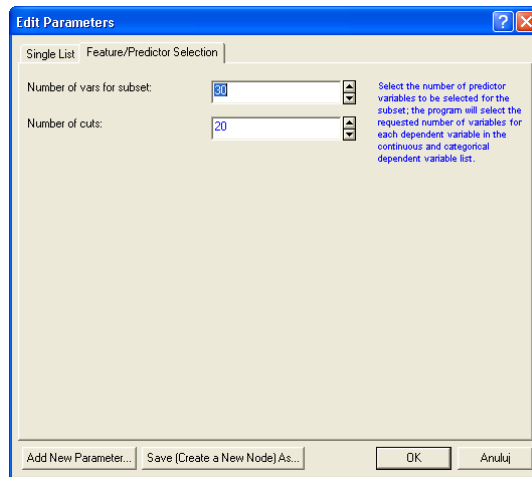 Edit Parameters
Single List Feature/Predictor Selection
Number of vars for subset: 30
Number of cuts: 20
Select the number of predictor
variables to be selected for the
subset; the program will select the
requested number of variables for
each dependent variable in the
continuous and categorical
dependent variable list.
Add New Parameter... Save (Create a New Node) As... OK Anuluj